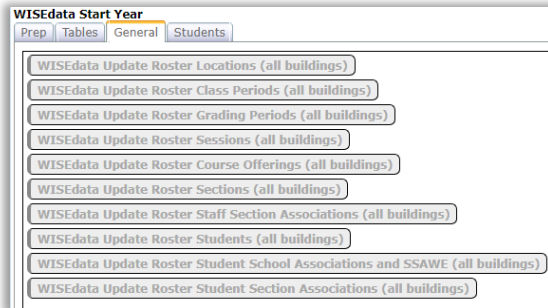 WISEdata Start Year
Prep Tables General Students
WISEdata Update Roster Locations (all buildings)
WISEdata Update Roster Class Periods (all buildings)
WISEdata Update Roster Grading Periods (all buildings)
WISEdata Update Roster Sessions (all buildings)
WISEdata Update Roster Course Offerings (all buildings)
WISEdata Update Roster Sections (all buildings)
WISEdata Update Roster Staff Section Associations (all buildings)
WISEdata Update Roster Students (all buildings)
WISEdata Update Roster Student School Associations and SSAWE (all buildings)
WISEdata Update Roster Student Section Associations (all buildings)